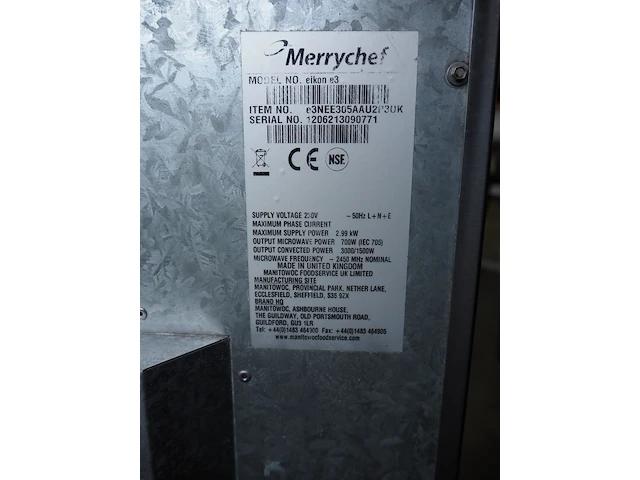 Merrychef
MODEL NO. eikon e3
ITEM NO. e3NEE305AAU2P3UK
SERIAL NO. 1206213090771
CE NSF
SUPPLY VOLTAGE 230V ~50Hz L+N+E
MAXIMUM PHASE CURRENT
MAXIMUM SUPPLY POWER 2.99 kW
OUTPUT MICROWAVE POWER 700W (IEC 705)
OUTPUT CONVECTED POWER 3000/1500W
MICROWAVE FREQUENCY ~ 2450 MHz NOMINAL
MADE IN UNITED KINGDOM
MANITOWOC FOODSERVICE UK LIMITED
MANUFACTURING SITE
MANITOWOC, PROVINCIAL PARK, NETHER LANE,
ECCLESFIELD, SHEFFIELD, S35 9ZX
BRAND HQ
MANITOWOC, ASHBOURNE HOUSE,
THE GUILDWAY, OLD PORTSMOUTH ROAD,
GUILDFORD, GU3 1LR
Tel: +44(0)1483 464900 Fax: +44(0)1483 464905
www.manitowocfoodservice.com